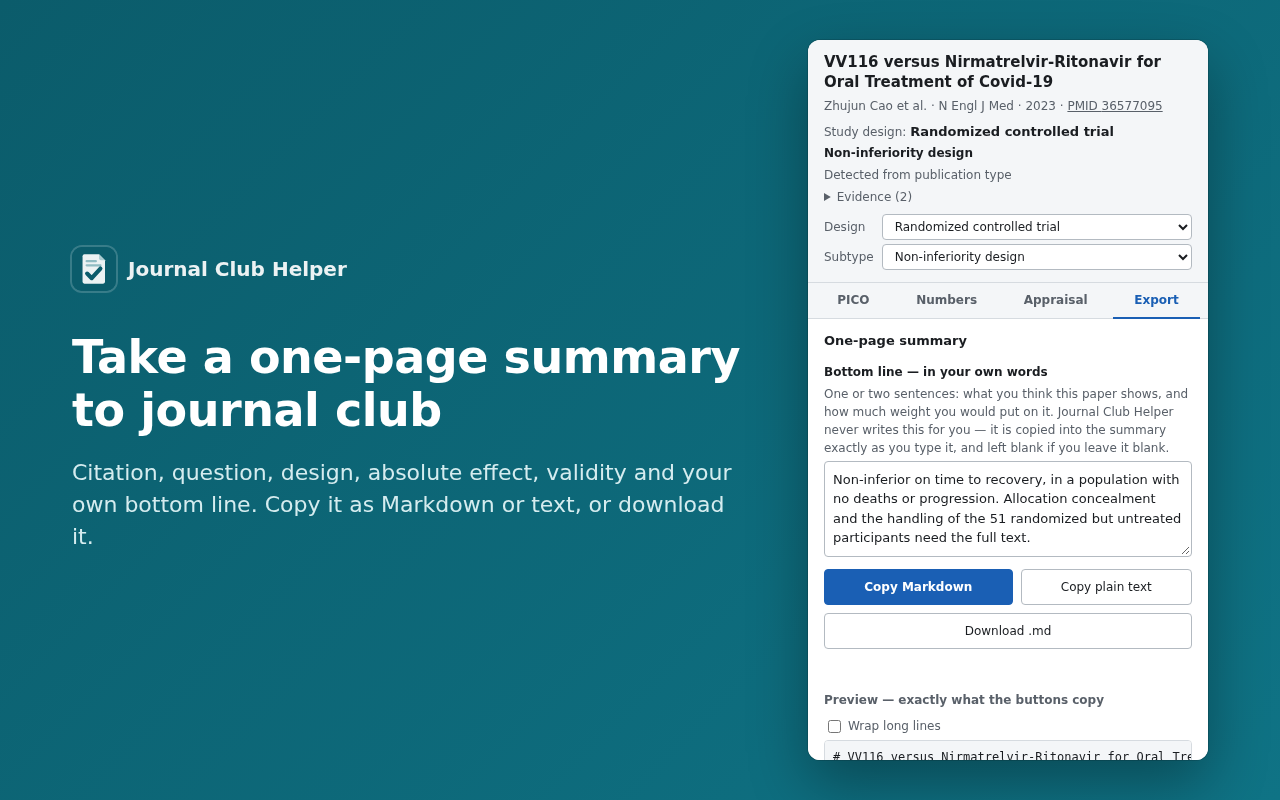 Journal Club Helper
Take a one-page summary
to journal club
Citation, question, design, absolute effect, validity and your
own bottom line. Copy it as Markdown or text, or download
it.
VV116 versus Nirmatrelvir-Ritonavir for
Oral Treatment of Covid-19
Zhujun Cao et al. · N Engl J Med · 2023 · PMID 36577095
Study design: Randomized controlled trial
Non-inferiority design
Detected from publication type
Evidence (2)
Design Randomized controlled trial
Subtype Non-inferiority design
PICO Numbers Appraisal Export
One-page summary
Bottom line — in your own words
One or two sentences: what you think this paper shows, and
how much weight you would put on it. Journal Club Helper
never writes this for you — it is copied into the summary
exactly as you type it, and left blank if you leave it blank.
Non-inferior on time to recovery, in a population with
no deaths or progression. Allocation concealment
and the handling of the 51 randomized but untreated
participants need the full text.
Copy Markdown Copy plain text
Download .md
Preview — exactly what the buttons copy
Wrap long lines
# VV116 versus Nirmatrelvir-Ritonavir for Oral Tre